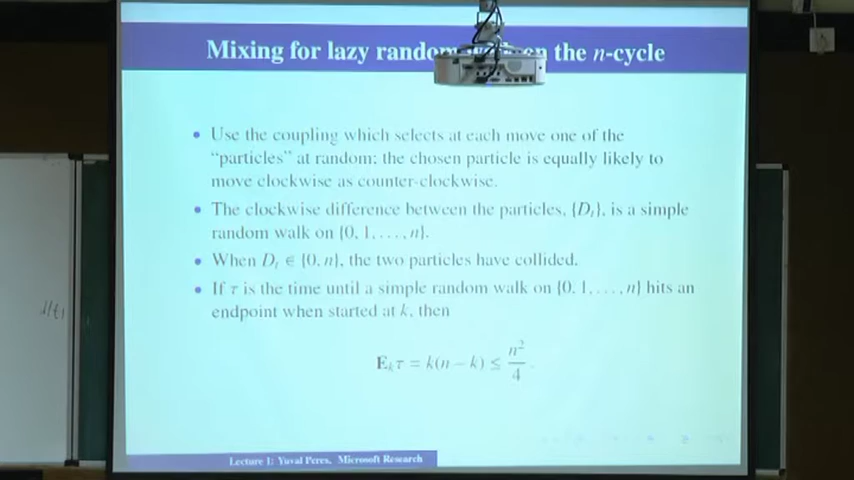 Mixing for lazy random on the n-cycle
• Use the coupling which selects at each move one of the
"particles" at random; the chosen particle is equally likely to
move clockwise as counter-clockwise.
• The clockwise difference between the particles, {Dₜ}, is a simple
random walk on {0, 1, . . . , n}.
• When Dₜ ∈ {0, n}, the two particles have collided.
• If τ is the time until a simple random walk on {0, 1, . . . , n} hits an
endpoint when started at k, then
Eₖτ = k(n − k) ≤ n²/4.
Lecture 1: Yuval Peres, Microsoft Research